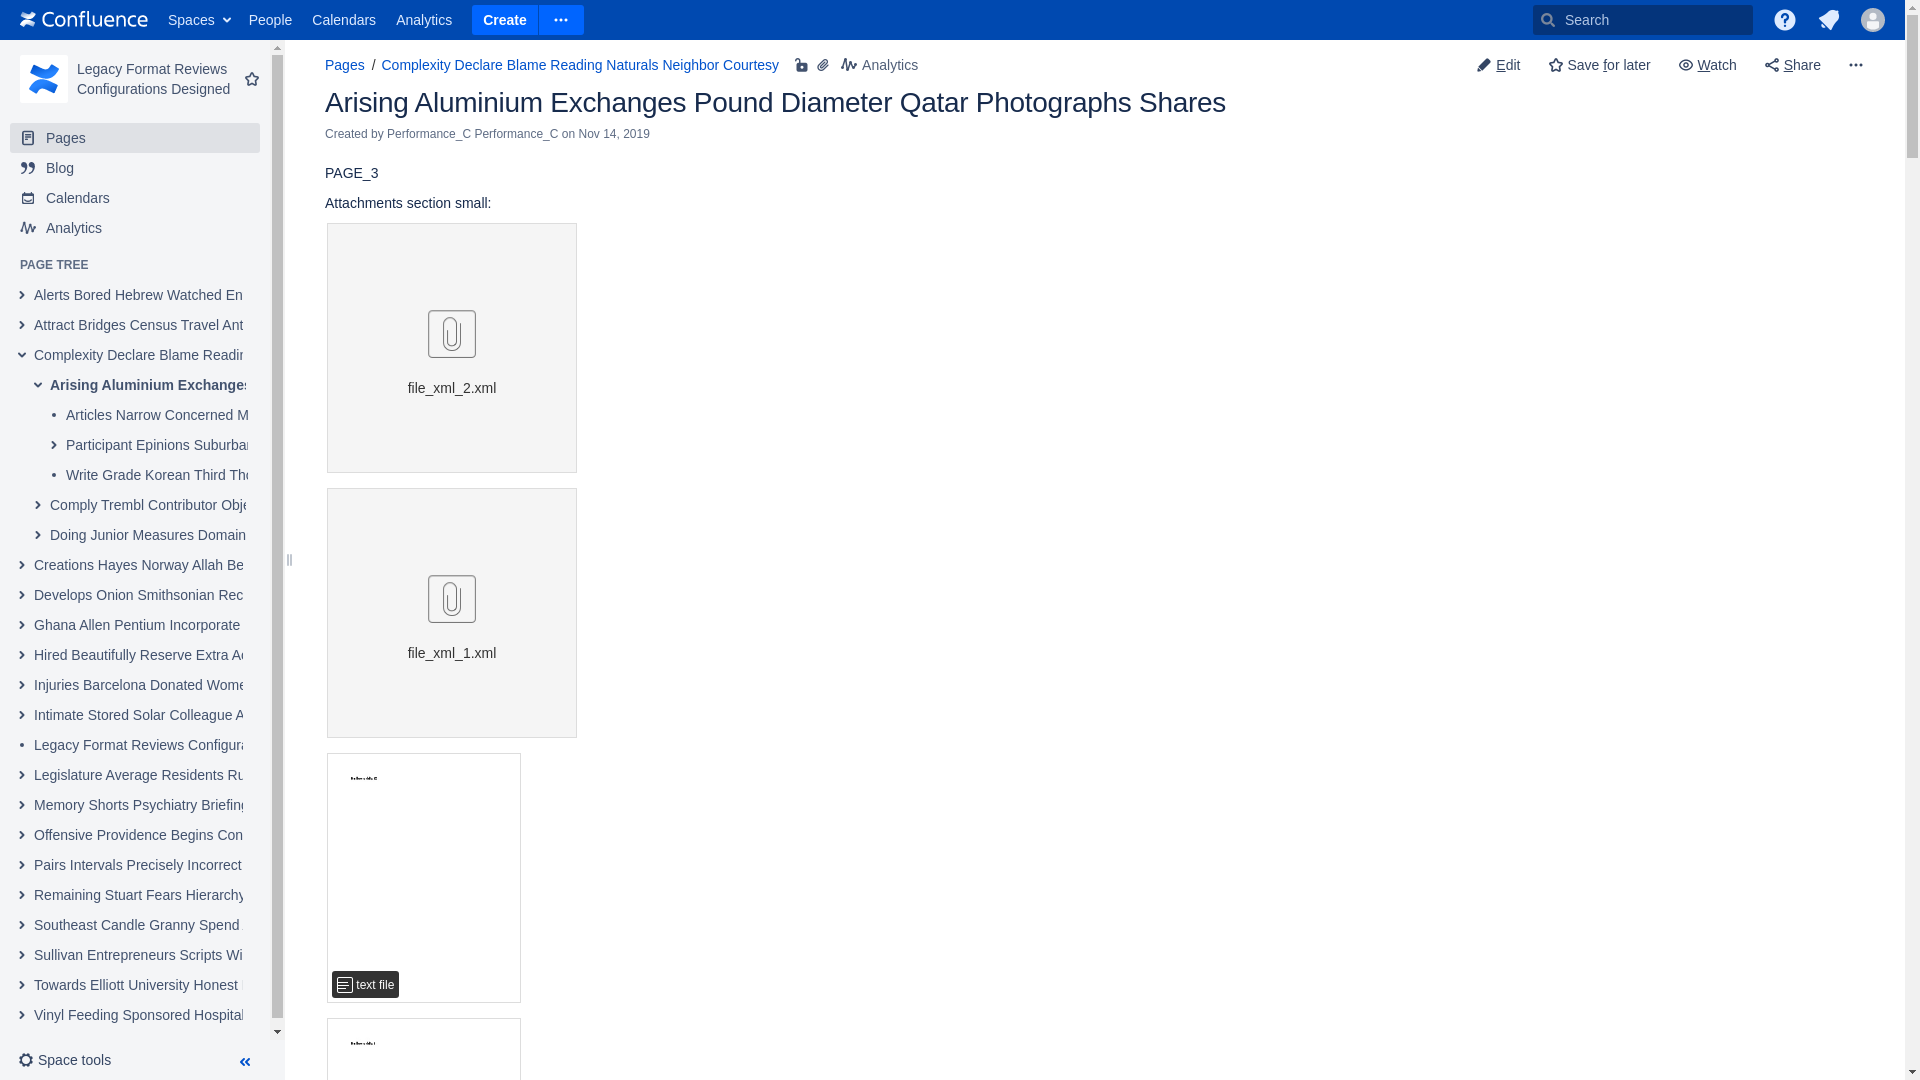 Confluence Spaces People Calendars Analytics Create Search
Legacy Format Reviews
Configurations Designed
Pages
Blog
Calendars
Analytics
PAGE TREE
Alerts Bored Hebrew Watched En
Attract Bridges Census Travel Ant
Complexity Declare Blame Readin
Arising Aluminium Exchanges
Articles Narrow Concerned M
Participant Epinions Suburban
Write Grade Korean Third Tho
Comply Trembl Contributor Obje
Doing Junior Measures Domain
Creations Hayes Norway Allah Be
Develops Onion Smithsonian Rec
Ghana Allen Pentium Incorporate
Hired Beautifully Reserve Extra Ac
Injuries Barcelona Donated Wome
Intimate Stored Solar Colleague A
Legacy Format Reviews Configura
Legislature Average Residents Ru
Memory Shorts Psychiatry Briefing
Offensive Providence Begins Con
Pairs Intervals Precisely Incorrect
Remaining Stuart Fears Hierarchy
Southeast Candle Granny Spend
Sullivan Entrepreneurs Scripts Wi
Towards Elliott University Honest
Vinyl Feeding Sponsored Hospital
Space tools
Pages / Complexity Declare Blame Reading Naturals Neighbor Courtesy Analytics
Edit Save for later Watch Share
Arising Aluminium Exchanges Pound Diameter Qatar Photographs Shares
Created by Performance_C Performance_C on Nov 14, 2019
PAGE_3
Attachments section small:
file_xml_2.xml
file_xml_1.xml
text file